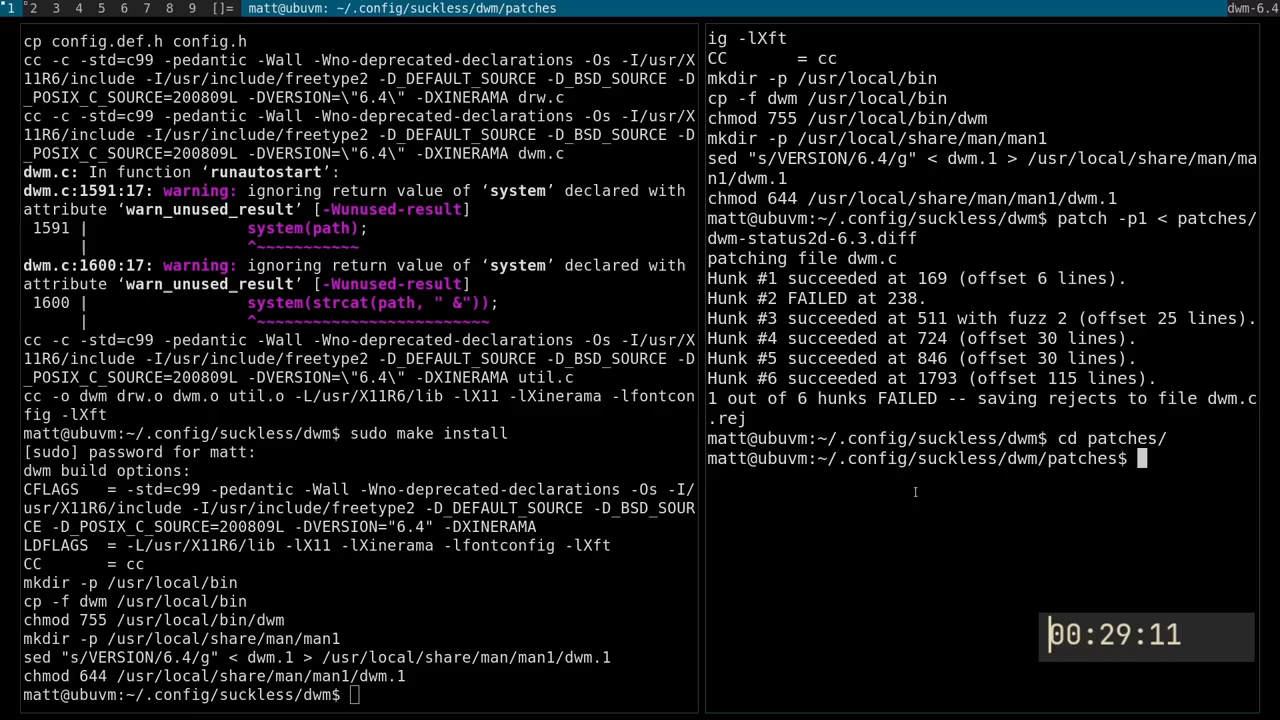 1 2 3 4 5 6 7 8 9 []= matt@ubuvm: ~/.config/suckless/dwm/patches dwm-6.4
cp config.def.h config.h
cc -c -std=c99 -pedantic -Wall -Wno-deprecated-declarations -Os -I/usr/X
11R6/include -I/usr/include/freetype2 -D_DEFAULT_SOURCE -D_BSD_SOURCE -D
_POSIX_C_SOURCE=200809L -DVERSION=\"6.4\" -DXINERAMA drw.c
cc -c -std=c99 -pedantic -Wall -Wno-deprecated-declarations -Os -I/usr/X
11R6/include -I/usr/include/freetype2 -D_DEFAULT_SOURCE -D_BSD_SOURCE -D
_POSIX_C_SOURCE=200809L -DVERSION=\"6.4\" -DXINERAMA dwm.c
dwm.c: In function ‘runautostart’:
dwm.c:1591:17: warning: ignoring return value of ‘system’ declared with
attribute ‘warn_unused_result’ [-Wunused-result]
1591 | system(path);
| ^~~~~~~~~~~~
dwm.c:1600:17: warning: ignoring return value of ‘system’ declared with
attribute ‘warn_unused_result’ [-Wunused-result]
1600 | system(strcat(path, " &"));
| ^~~~~~~~~~~~~~~~~~~~~~~~~~
cc -c -std=c99 -pedantic -Wall -Wno-deprecated-declarations -Os -I/usr/X
11R6/include -I/usr/include/freetype2 -D_DEFAULT_SOURCE -D_BSD_SOURCE -D
_POSIX_C_SOURCE=200809L -DVERSION=\"6.4\" -DXINERAMA util.c
cc -o dwm drw.o dwm.o util.o -L/usr/X11R6/lib -lX11 -lXinerama -lfontcon
fig -lXft
matt@ubuvm:~/.config/suckless/dwm$ sudo make install
[sudo] password for matt:
dwm build options:
CFLAGS = -std=c99 -pedantic -Wall -Wno-deprecated-declarations -Os -I/
usr/X11R6/include -I/usr/include/freetype2 -D_DEFAULT_SOURCE -D_BSD_SOUR
CE -D_POSIX_C_SOURCE=200809L -DVERSION="6.4" -DXINERAMA
LDFLAGS = -L/usr/X11R6/lib -lX11 -lXinerama -lfontconfig -lXft
CC = cc
mkdir -p /usr/local/bin
cp -f dwm /usr/local/bin
chmod 755 /usr/local/bin/dwm
mkdir -p /usr/local/share/man/man1
sed "s/VERSION/6.4/g" < dwm.1 > /usr/local/share/man/man1/dwm.1
chmod 644 /usr/local/share/man/man1/dwm.1
matt@ubuvm:~/.config/suckless/dwm$
ig -lXft
CC = cc
mkdir -p /usr/local/bin
cp -f dwm /usr/local/bin
chmod 755 /usr/local/bin/dwm
mkdir -p /usr/local/share/man/man1
sed "s/VERSION/6.4/g" < dwm.1 > /usr/local/share/man/ma
n1/dwm.1
chmod 644 /usr/local/share/man/man1/dwm.1
matt@ubuvm:~/.config/suckless/dwm$ patch -p1 < patches/
dwm-status2d-6.3.diff
patching file dwm.c
Hunk #1 succeeded at 169 (offset 6 lines).
Hunk #2 FAILED at 238.
Hunk #3 succeeded at 511 with fuzz 2 (offset 25 lines).
Hunk #4 succeeded at 724 (offset 30 lines).
Hunk #5 succeeded at 846 (offset 30 lines).
Hunk #6 succeeded at 1793 (offset 115 lines).
1 out of 6 hunks FAILED -- saving rejects to file dwm.c
.rej
matt@ubuvm:~/.config/suckless/dwm$ cd patches/
matt@ubuvm:~/.config/suckless/dwm/patches$
00:29:11